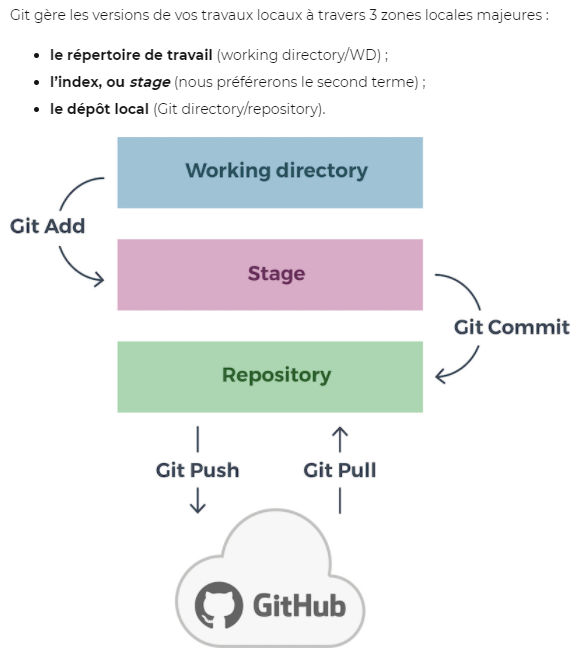 Git gère les versions de vos travaux locaux à travers 3 zones locales majeures :
le répertoire de travail (working directory/WD) ;
l’index, ou stage (nous préférerons le second terme) ;
le dépôt local (Git directory/repository).
Working directory
Git Add
Stage
Git Commit
Repository
Git Push
Git Pull
GitHub